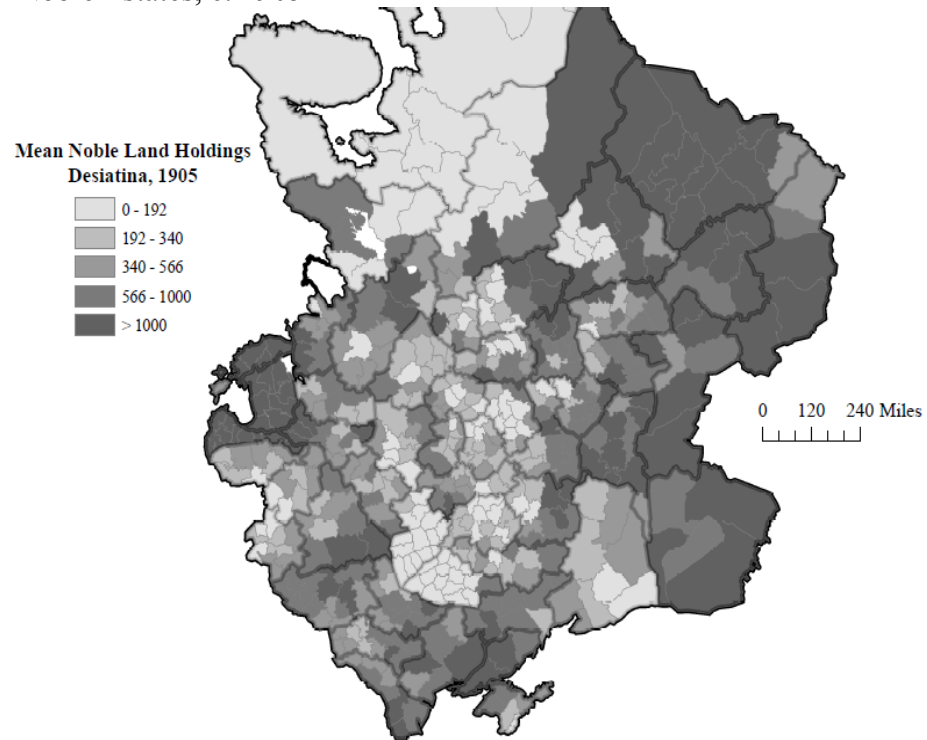 Mean Noble Land Holdings
Desiatina, 1905
0 - 192
192 - 340
340 - 566
566 - 1000
> 1000
0 120 240 Miles